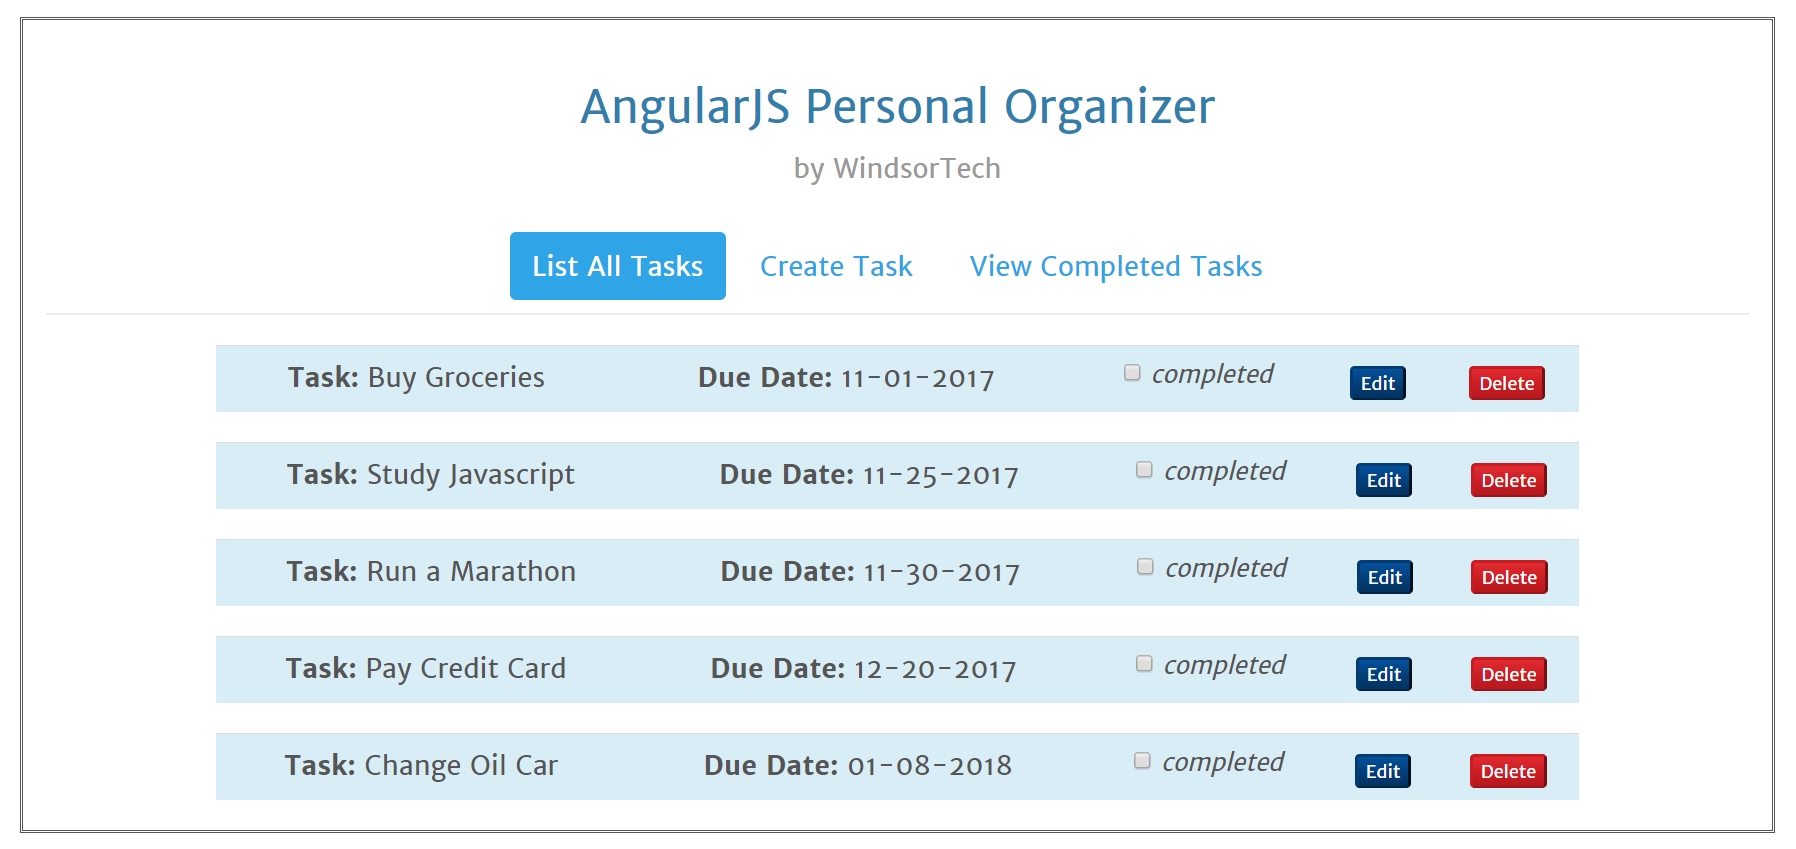 AngularJS Personal Organizer
by WindsorTech
List All Tasks Create Task View Completed Tasks
Task: Buy Groceries Due Date: 11-01-2017 completed Edit Delete
Task: Study Javascript Due Date: 11-25-2017 completed Edit Delete
Task: Run a Marathon Due Date: 11-30-2017 completed Edit Delete
Task: Pay Credit Card Due Date: 12-20-2017 completed Edit Delete
Task: Change Oil Car Due Date: 01-08-2018 completed Edit Delete